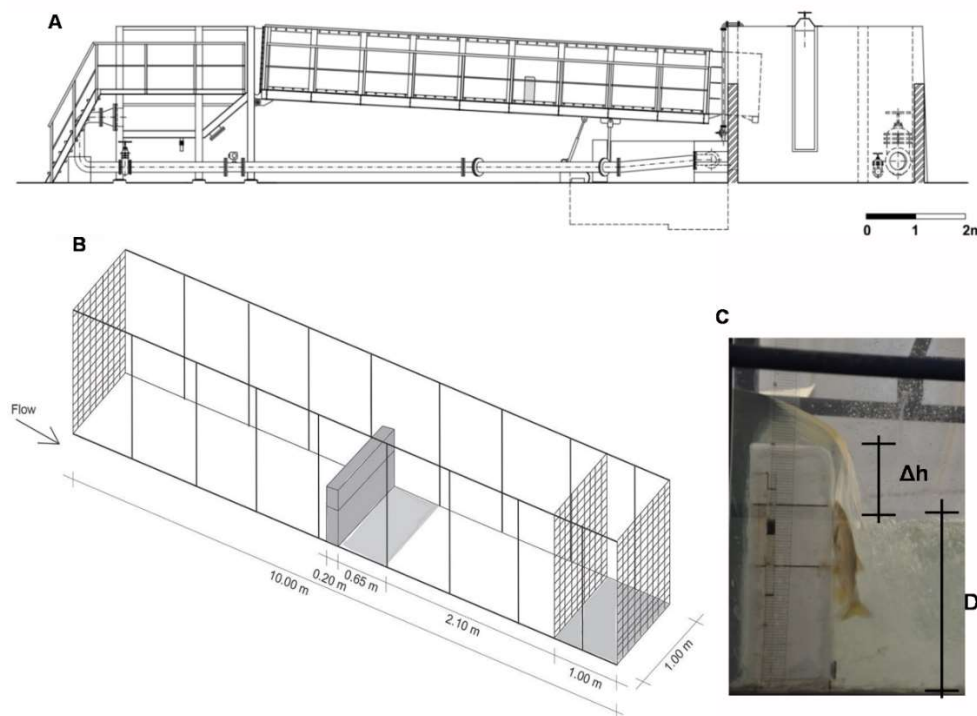 A
0 1 2m
B
C
Flow
Δh
D
0.20 m
0.65 m
10.00 m
2.10 m
1.00 m
1.00 m